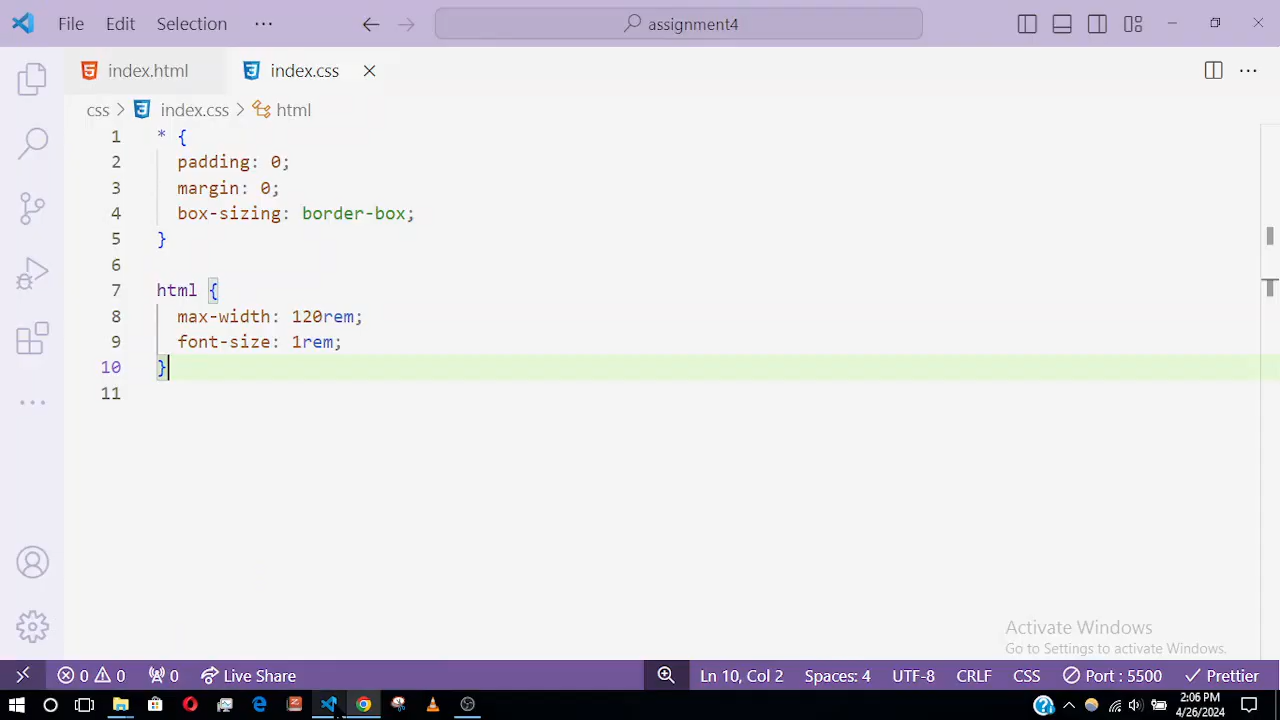 File Edit Selection ··· assignment4
index.html index.css
css > index.css > html
1 * {
2 padding: 0;
3 margin: 0;
4 box-sizing: border-box;
5 }
6
7 html {
8 max-width: 120rem;
9 font-size: 1rem;
10 }
11
Activate Windows
Go to Settings to activate Windows.
0 0 0 Live Share Ln 10, Col 2 Spaces: 4 UTF-8 CRLF CSS Port : 5500 Prettier
2:06 PM
4/26/2024